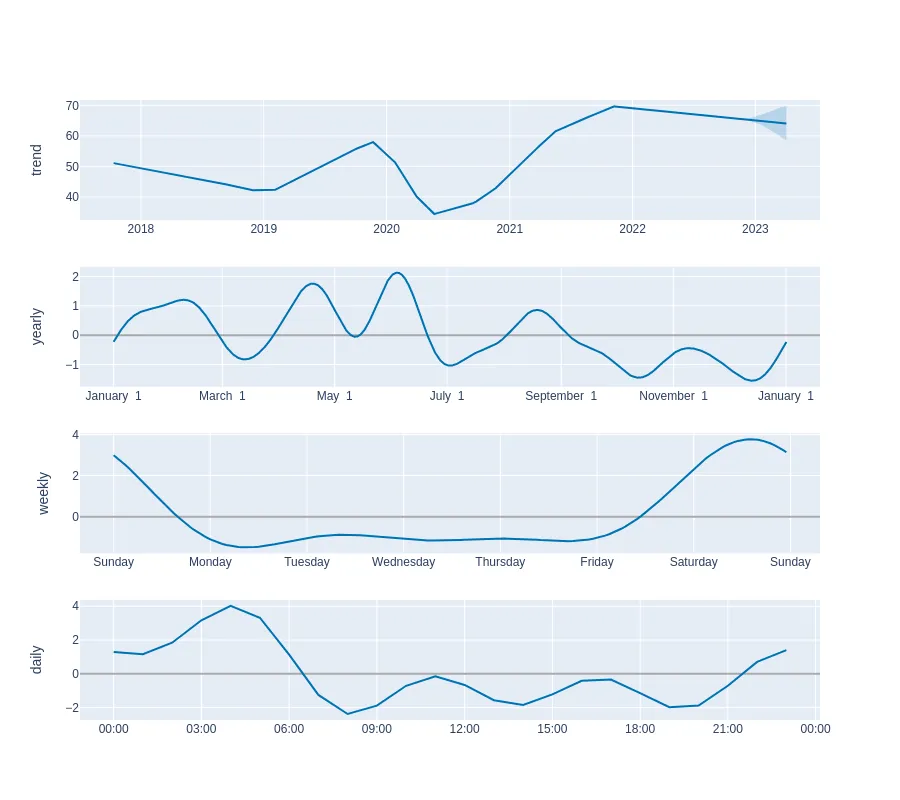 trend
70
60
50
40
2018 2019 2020 2021 2022 2023
yearly
2
1
0
−1
January 1 March 1 May 1 July 1 September 1 November 1 January 1
weekly
4
2
0
Sunday Monday Tuesday Wednesday Thursday Friday Saturday Sunday
daily
4
2
0
−2
00:00 03:00 06:00 09:00 12:00 15:00 18:00 21:00 00:00